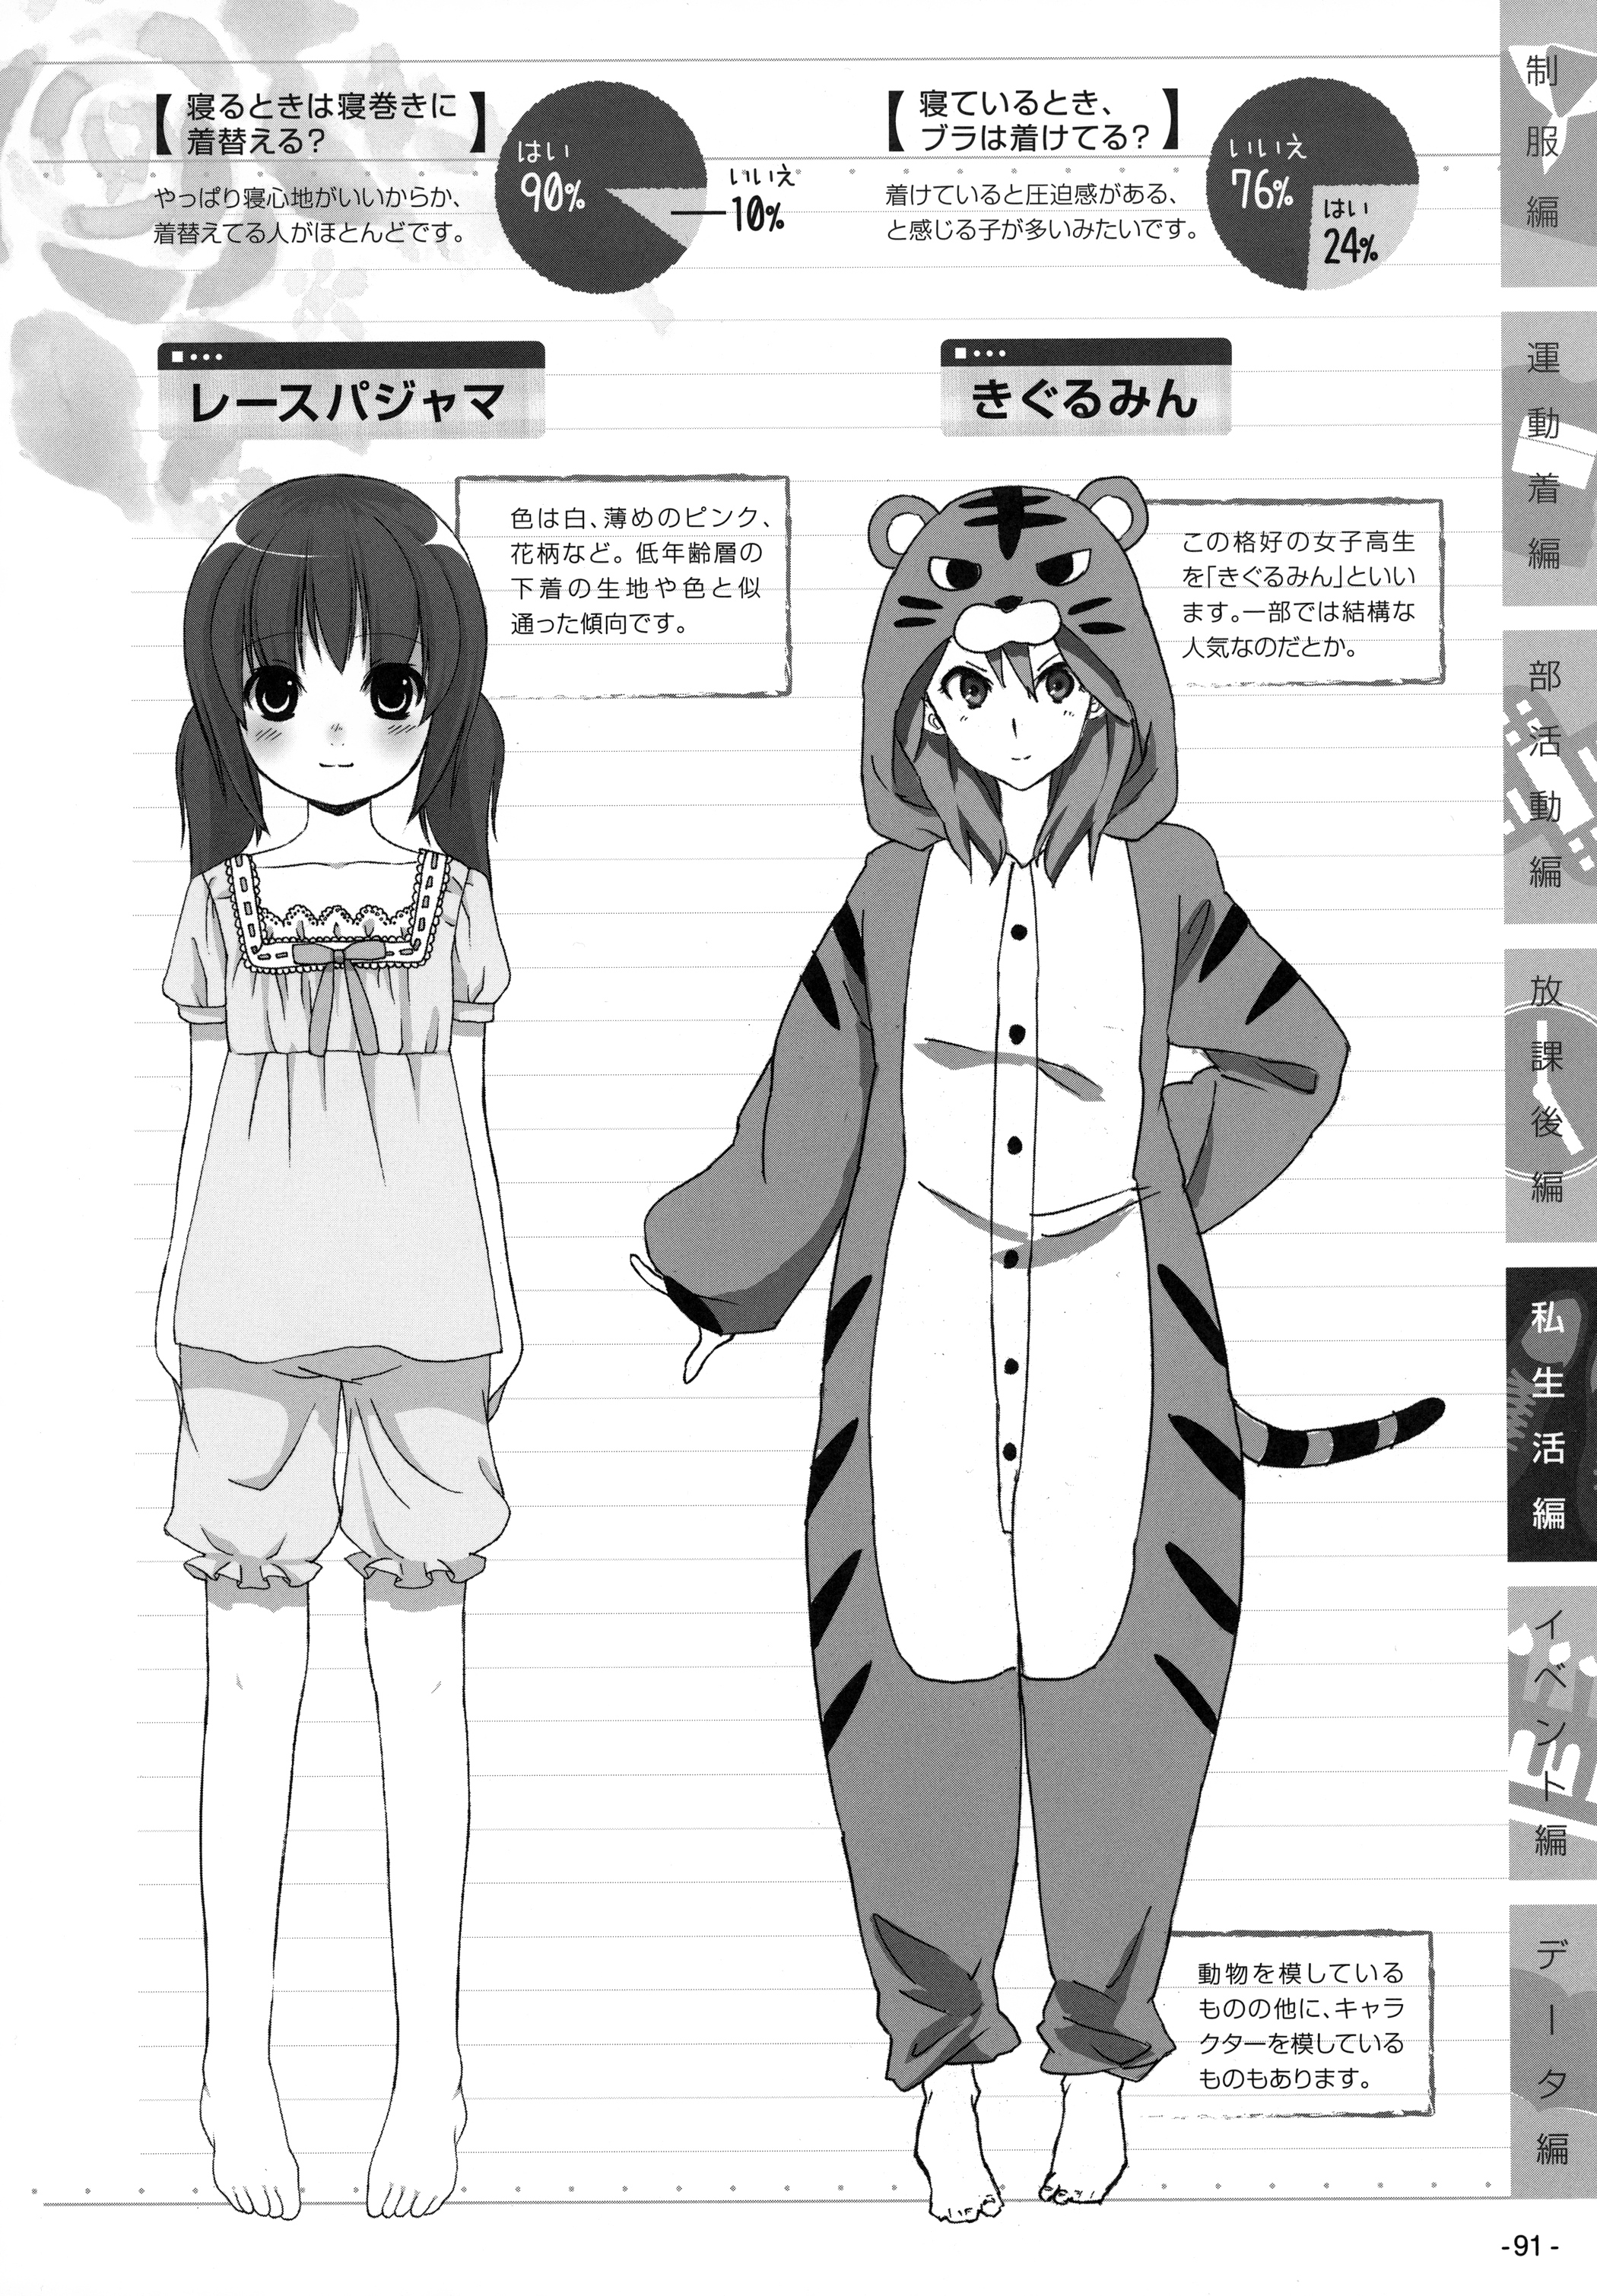 【寝るときは寝巻きに
着替える?】
やっぱり寝心地がいいからか、
着替えてる人がほとんどです。
はい
90%
いいえ
10%
【寝ているとき、
ブラは着けてる?】
着けていると圧迫感がある、
と感じる子が多いみたいです。
いいえ
76%
はい
24%
レースパジャマ
色は白、薄めのピンク、
花柄など。低年齢層の
下着の生地や色と似
通った傾向です。
きぐるみん
この格好の女子高生
を「きぐるみん」といい
ます。一部では結構な
人気なのだとか。
動物を模している
ものの他に、キャラ
クターを模している
ものもあります。
制服編
運動着編
部活動編
放課後編
私生活編
イベント編
データ編
-91-